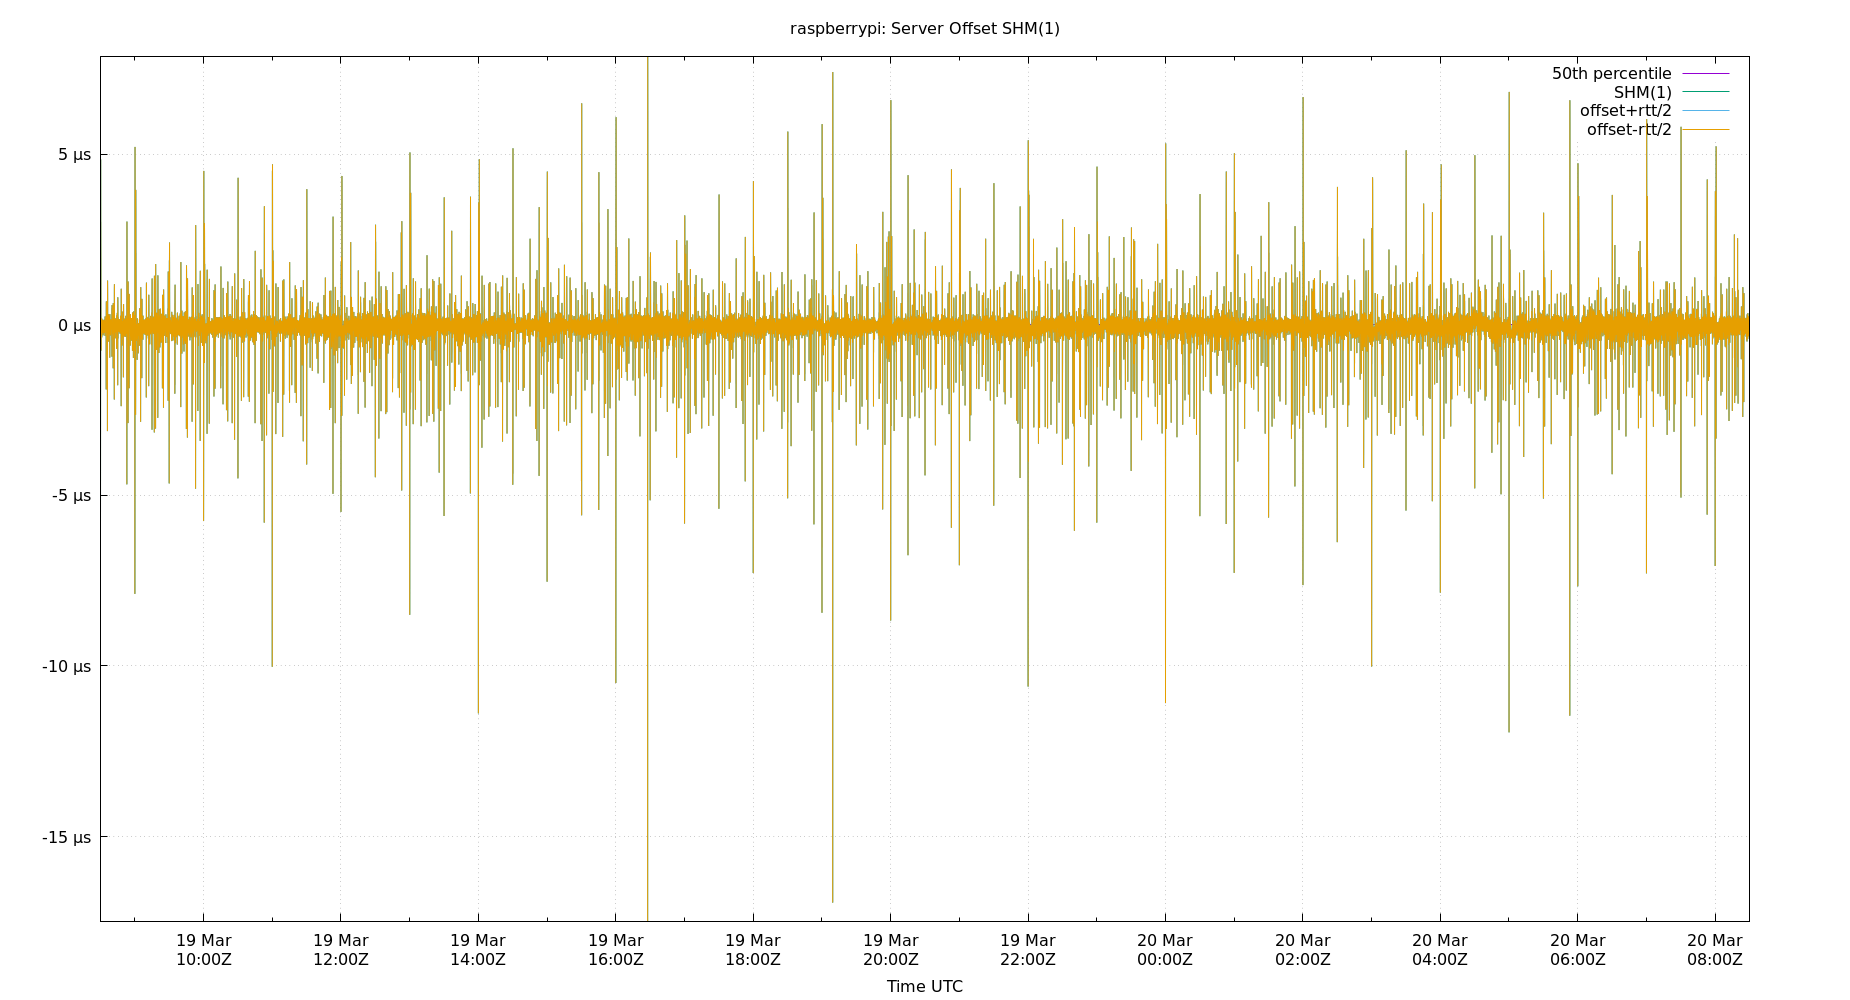 raspberrypi: Server Offset SHM(1)
50th percentile
SHM(1)
offset+rtt/2
offset-rtt/2
5 µs
0 µs
-5 µs
-10 µs
-15 µs
19 Mar 19 Mar 19 Mar 19 Mar 19 Mar 19 Mar 19 Mar 20 Mar 20 Mar 20 Mar 20 Mar 20 Mar
10:00Z 12:00Z 14:00Z 16:00Z 18:00Z 20:00Z 22:00Z 00:00Z 02:00Z 04:00Z 06:00Z 08:00Z
Time UTC